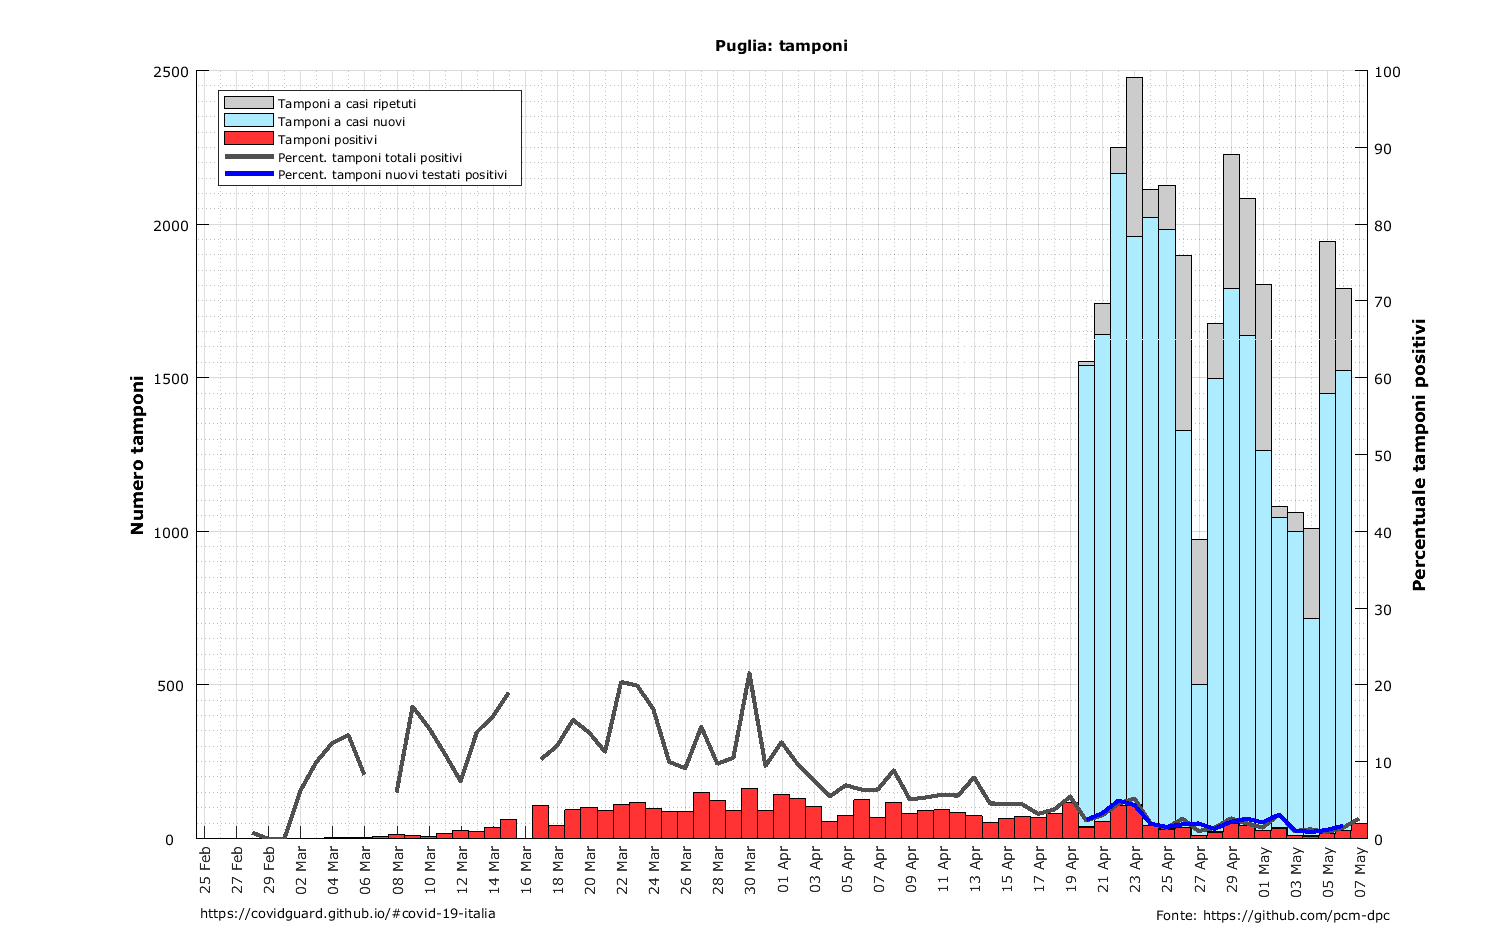 Puglia: tamponi
Tamponi a casi ripetuti
Tamponi a casi nuovi
Tamponi positivi
Percent. tamponi totali positivi
Percent. tamponi nuovi testati positivi
Numero tamponi
2500
2000
1500
1000
500
0
Percentuale tamponi positivi
100
90
80
70
60
50
40
30
20
10
0
25 Feb
27 Feb
29 Feb
02 Mar
04 Mar
06 Mar
08 Mar
10 Mar
12 Mar
14 Mar
16 Mar
18 Mar
20 Mar
22 Mar
24 Mar
26 Mar
28 Mar
30 Mar
01 Apr
03 Apr
05 Apr
07 Apr
09 Apr
11 Apr
13 Apr
15 Apr
17 Apr
19 Apr
21 Apr
23 Apr
25 Apr
27 Apr
29 Apr
01 May
03 May
05 May
07 May
https://covidguard.github.io/#covid-19-italia
Fonte: https://github.com/pcm-dpc